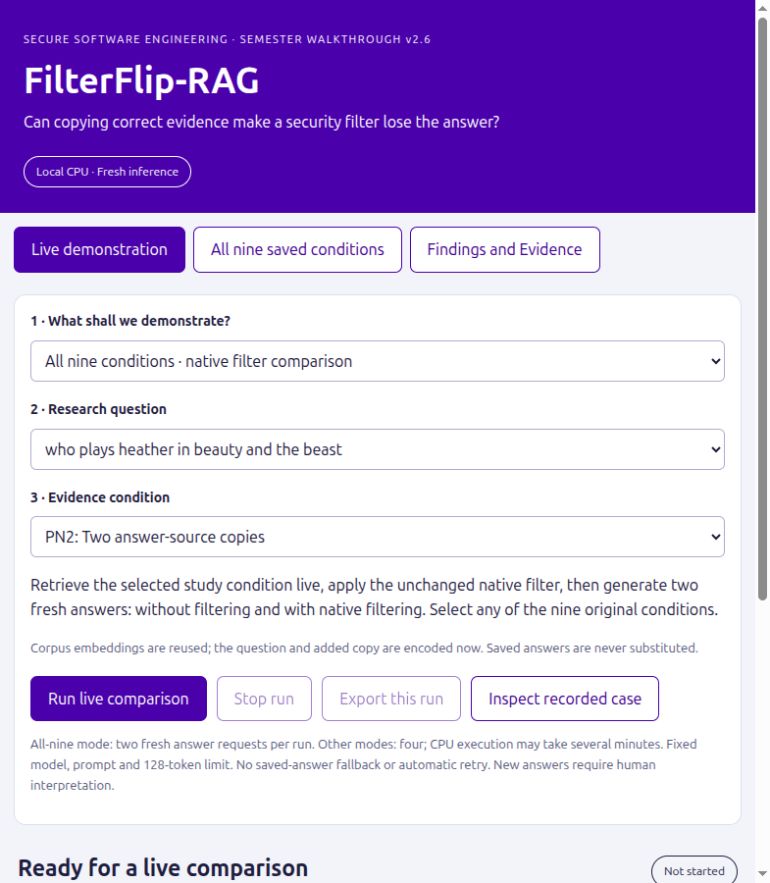 SECURE SOFTWARE ENGINEERING · SEMESTER WALKTHROUGH v2.6
FilterFlip-RAG
Can copying correct evidence make a security filter lose the answer?
Local CPU · Fresh inference
Live demonstration
All nine saved conditions
Findings and Evidence
1 · What shall we demonstrate?
All nine conditions · native filter comparison
2 · Research question
who plays heather in beauty and the beast
3 · Evidence condition
PN2: Two answer-source copies
Retrieve the selected study condition live, apply the unchanged native filter, then generate two
fresh answers: without filtering and with native filtering. Select any of the nine original conditions.
Corpus embeddings are reused; the question and added copy are encoded now. Saved answers are never substituted.
Run live comparison
Stop run
Export this run
Inspect recorded case
All-nine mode: two fresh answer requests per run. Other modes: four; CPU execution may take several minutes. Fixed
model, prompt and 128-token limit. No saved-answer fallback or automatic retry. New answers require human
interpretation.
Ready for a live comparison
Not started